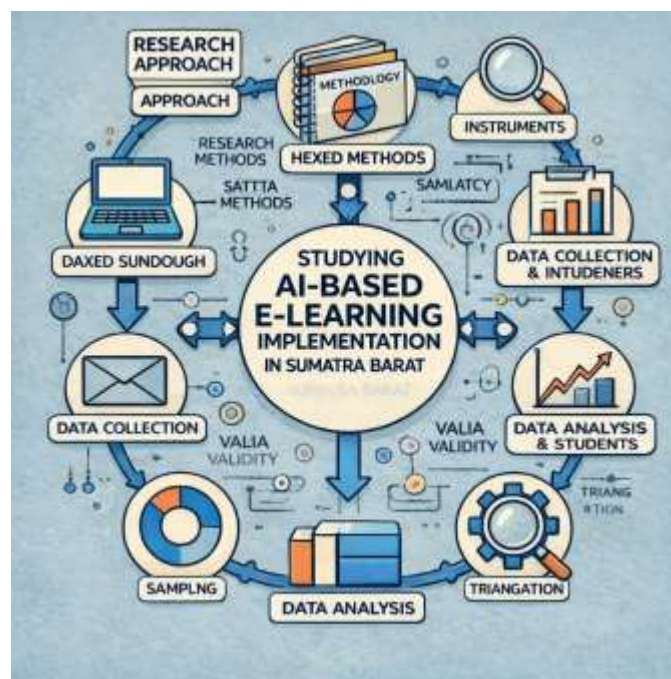 RESEARCH
APPROACH
APPROACH
METHODOLOGY
INSTRUMENTS
RESEARCH
METHODS
HEXED METHODS
SATTTA
METHODS
SAMLATCY
DAXED SUNDOUGH
DATA COLLECTION
& INTUDENERS
STUDYING
AI-BASED
E-LEARNING
IMPLEMENTATION
IN SUMATRA BARAT
DATA COLLECTION
VALIA
VALIDITY
VALIA
VALIDITY
DATA ANALYSIS
& STUDENTS
TRIANG
SAMPLNG
DATA ANALYSIS
TRIANGATION